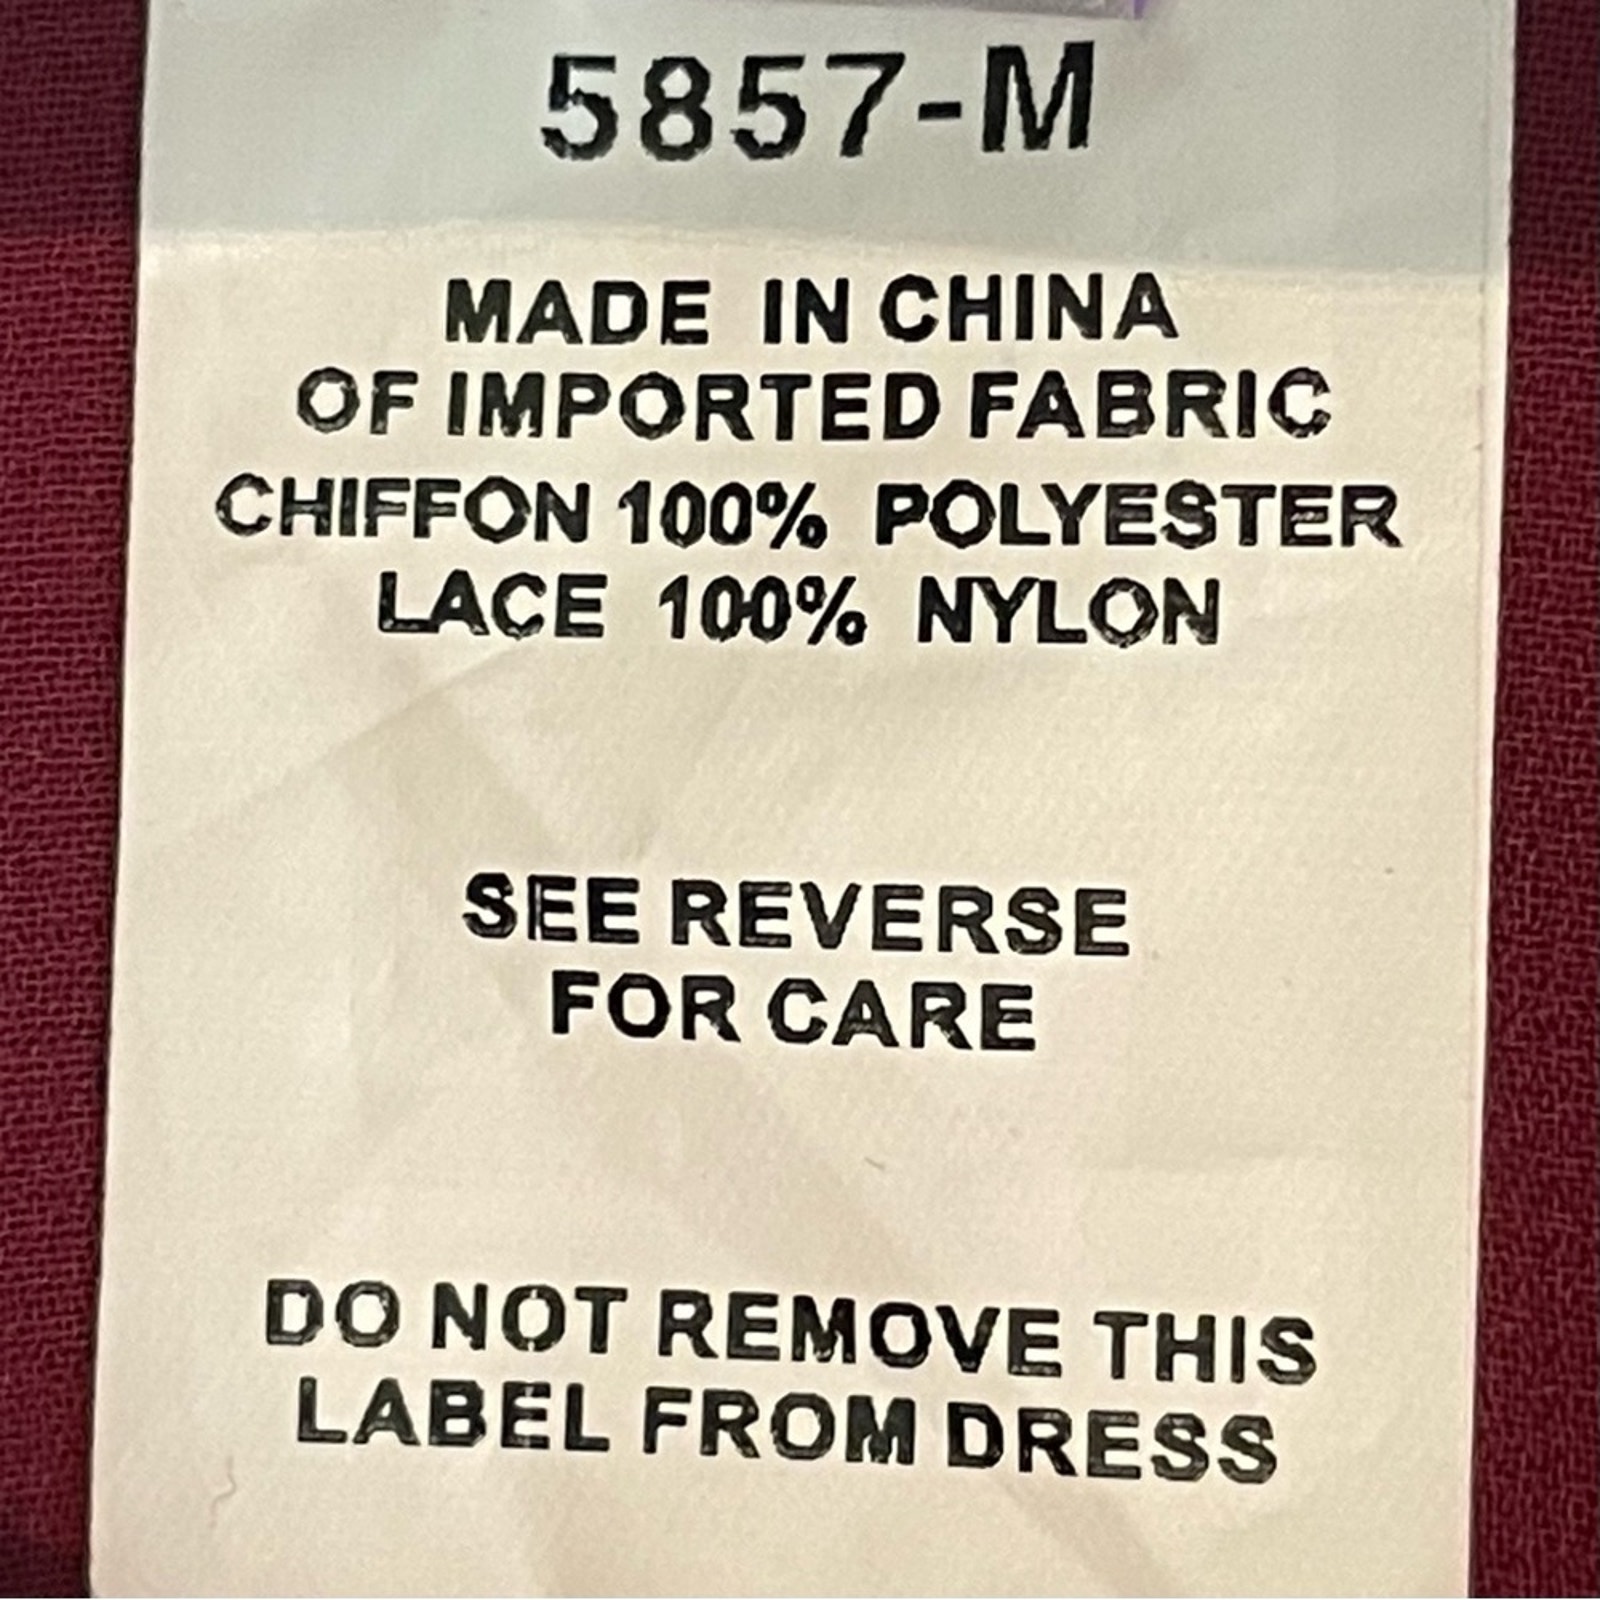 5857-M
MADE IN CHINA
OF IMPORTED FABRIC
CHIFFON 100% POLYESTER
LACE 100% NYLON
SEE REVERSE
FOR CARE
DO NOT REMOVE THIS
LABEL FROM DRESS